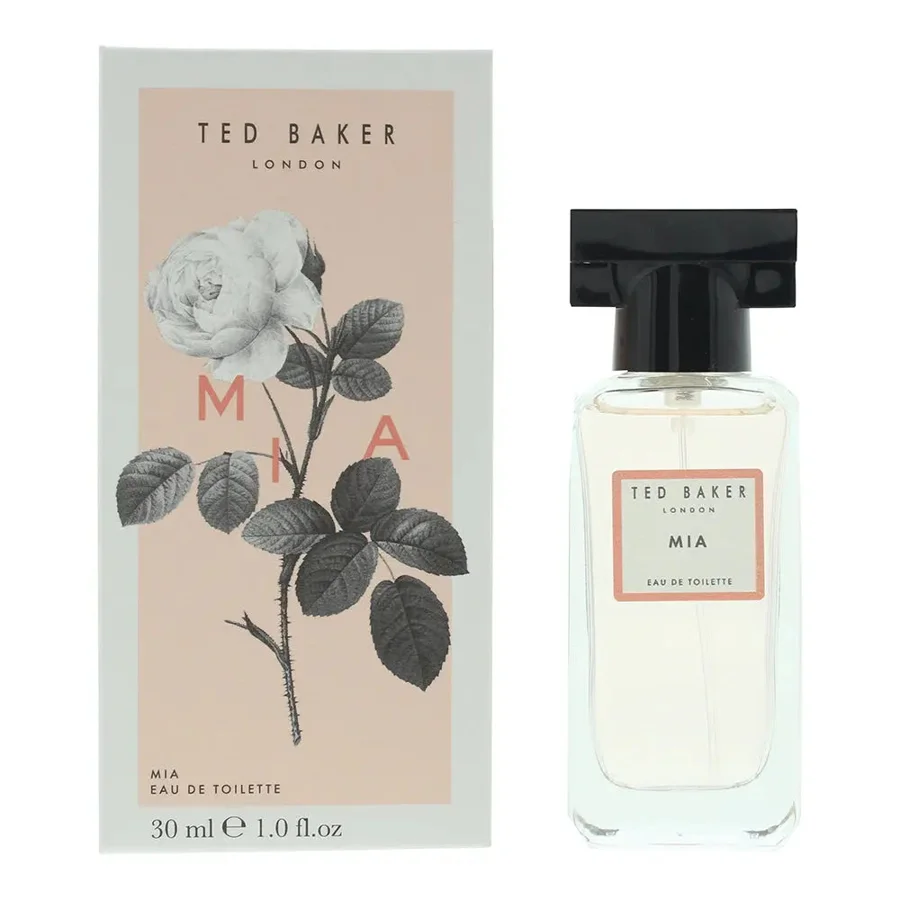 TED BAKER
LONDON
M
I
A
MIA
EAU DE TOILETTE
30 ml ℮ 1.0 fl.oz
TED BAKER
LONDON
MIA
EAU DE TOILETTE